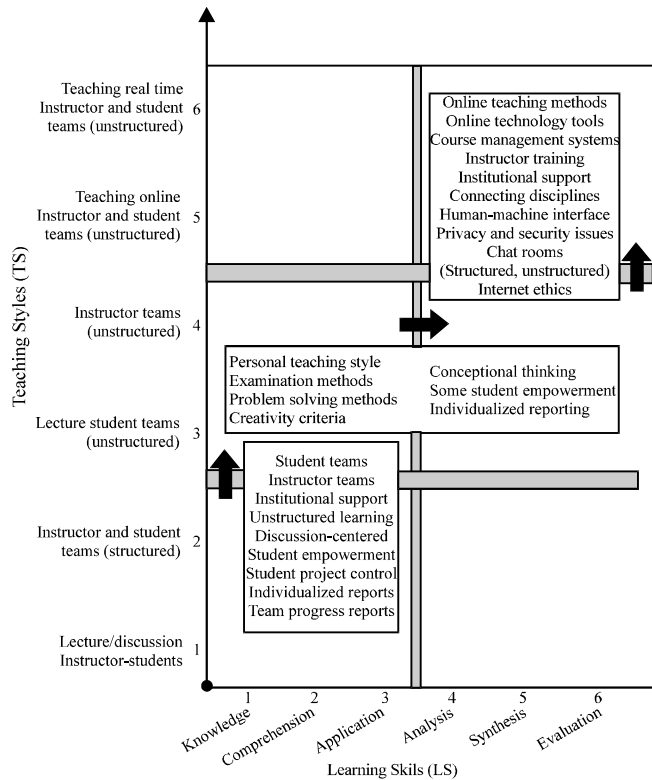 Teaching real time
Instructor and student
teams (unstructured)
6
Teaching online
Instructor and student
teams (unstructured)
5
Instructor teams
(unstructured)
4
Lecture student teams
(unstructured)
3
Instructor and student
teams (structured)
2
Lecture/discussion
Instructor-students
1
Teaching Styles (TS)
Online teaching methods
Online technology tools
Course management systems
Instructor training
Institutional support
Connecting disciplines
Human-machine interface
Privacy and security issues
Chat rooms
(Structured, unstructured)
Internet ethics
Personal teaching style
Examination methods
Problem solving methods
Creativity criteria
Conceptional thinking
Some student empowerment
Individualized reporting
Student teams
Instructor teams
Institutional support
Unstructured learning
Discussion-centered
Student empowerment
Student project control
Individualized reports
Team progress reports
1
Knowledge
2
Comprehension
3
Application
4
Analysis
5
Synthesis
6
Evaluation
Learning Skils (LS)